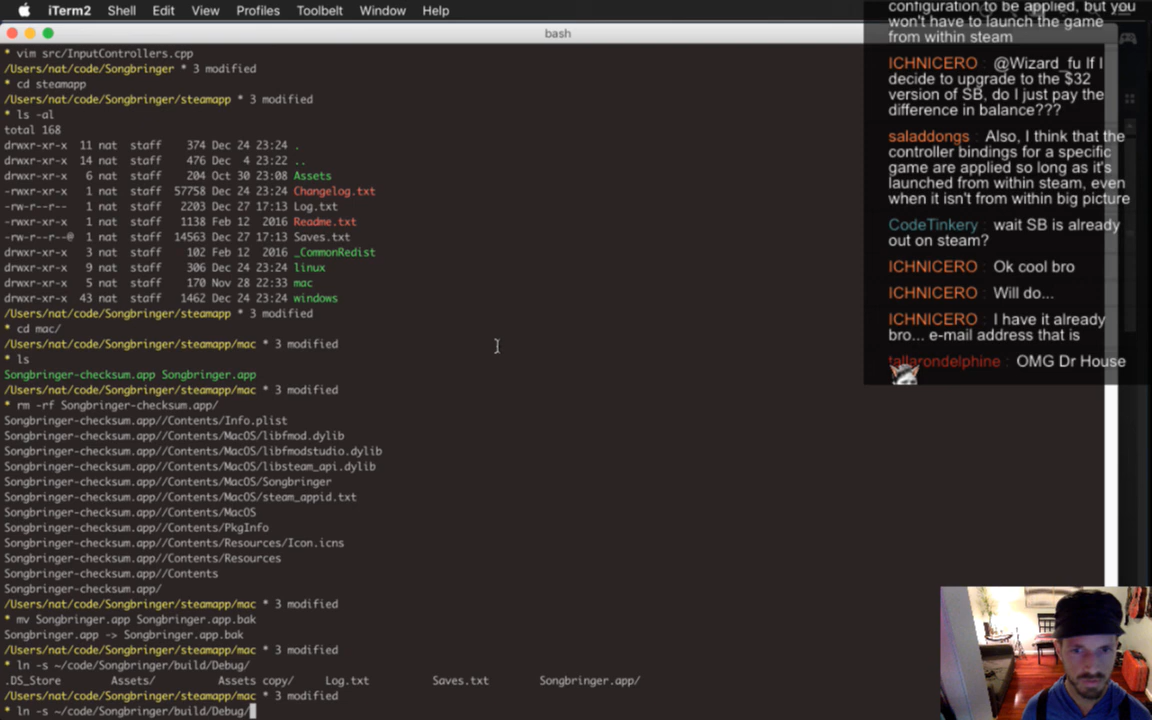 iTerm2 Shell Edit View Profiles Toolbelt Window Help
bash
* vim src/InputControllers.cpp
/Users/nat/code/Songbringer * 3 modified
* cd steamapp
/Users/nat/code/Songbringer/steamapp * 3 modified
* ls -al
total 168
drwxr-xr-x 11 nat staff 374 Dec 24 23:24 .
drwxr-xr-x 14 nat staff 476 Dec 4 23:22 ..
drwxr-xr-x 6 nat staff 204 Oct 30 23:08 Assets
-rwxr-xr-x 1 nat staff 57758 Dec 24 23:24 Changelog.txt
-rw-r--r-- 1 nat staff 2203 Dec 27 17:13 Log.txt
-rwxr-xr-x 1 nat staff 1138 Feb 12 2016 Readme.txt
-rw-r--r--@ 1 nat staff 14563 Dec 27 17:13 Saves.txt
drwxr-xr-x 3 nat staff 102 Feb 12 2016 _CommonRedist
drwxr-xr-x 9 nat staff 306 Dec 24 23:24 linux
drwxr-xr-x 5 nat staff 170 Nov 28 22:33 mac
drwxr-xr-x 43 nat staff 1462 Dec 24 23:24 windows
/Users/nat/code/Songbringer/steamapp * 3 modified
* cd mac/
/Users/nat/code/Songbringer/steamapp/mac * 3 modified
* ls
Songbringer-checksum.app Songbringer.app
/Users/nat/code/Songbringer/steamapp/mac * 3 modified
* rm -rf Songbringer-checksum.app/
Songbringer-checksum.app//Contents/Info.plist
Songbringer-checksum.app//Contents/MacOS/libfmod.dylib
Songbringer-checksum.app//Contents/MacOS/libfmodstudio.dylib
Songbringer-checksum.app//Contents/MacOS/libsteam_api.dylib
Songbringer-checksum.app//Contents/MacOS/Songbringer
Songbringer-checksum.app//Contents/MacOS/steam_appid.txt
Songbringer-checksum.app//Contents/MacOS
Songbringer-checksum.app//Contents/PkgInfo
Songbringer-checksum.app//Contents/Resources/Icon.icns
Songbringer-checksum.app//Contents/Resources
Songbringer-checksum.app//Contents
Songbringer-checksum.app/
/Users/nat/code/Songbringer/steamapp/mac * 3 modified
* mv Songbringer.app Songbringer.app.bak
Songbringer.app -> Songbringer.app.bak
/Users/nat/code/Songbringer/steamapp/mac * 3 modified
* ln -s ~/code/Songbringer/build/Debug/
.DS_Store Assets/ Assets copy/ Log.txt Saves.txt Songbringer.app/
/Users/nat/code/Songbringer/steamapp/mac * 3 modified
* ln -s ~/code/Songbringer/build/Debug/
configuration to be applied, but you
won't have to launch the game
from within steam
ICHNICERO : @Wizard_fu If I
decide to upgrade to the $32
version of SB, do I just pay the
difference in balance???
saladdongs : Also, I think that the
controller bindings for a specific
game are applied so long as it's
launched from within steam, even
when it isn't from within big picture
CodeTinkery : wait SB is already
out on steam?
ICHNICERO : Ok cool bro
ICHNICERO : Will do...
ICHNICERO : I have it already
bro... e-mail address that is
tallarondelphine : OMG Dr House